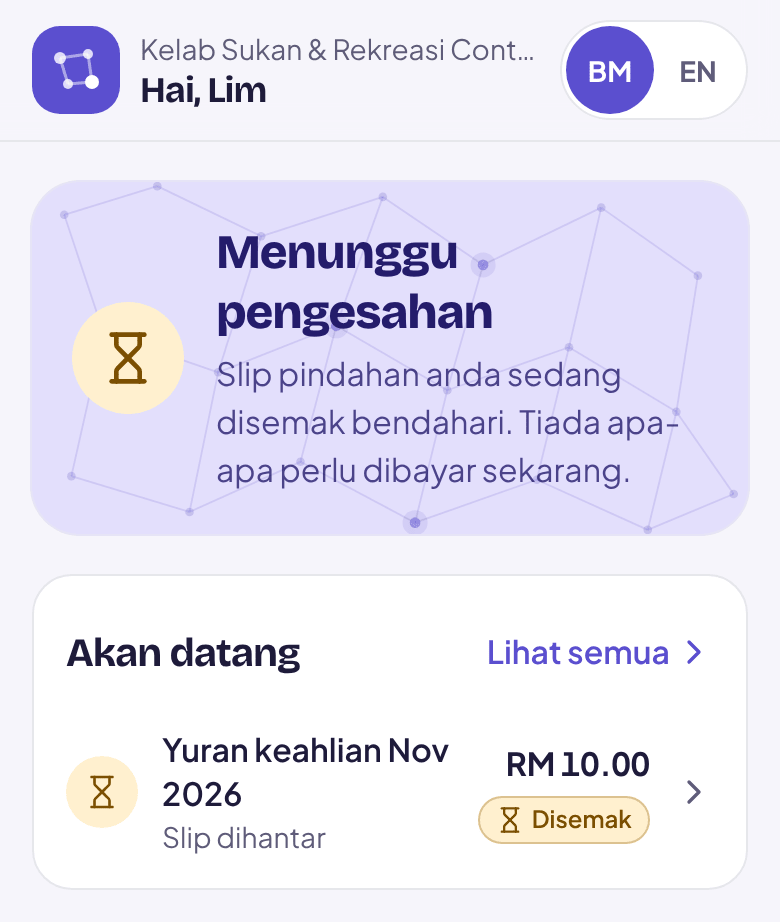 Kelab Sukan & Rekreasi Cont...
Hai, Lim
BM
EN
Menunggu
pengesahan
Slip pindahan anda sedang
disemak bendahari. Tiada apa-
apa perlu dibayar sekarang.
Akan datang
Lihat semua
Yuran keahlian Nov
2026
Slip dihantar
RM 10.00
Disemak